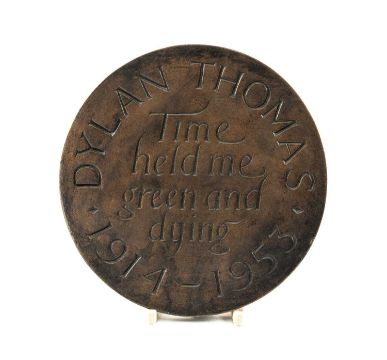 DYLAN THOMAS
Time
held me
green and
dying
· 1914 – 1953 ·